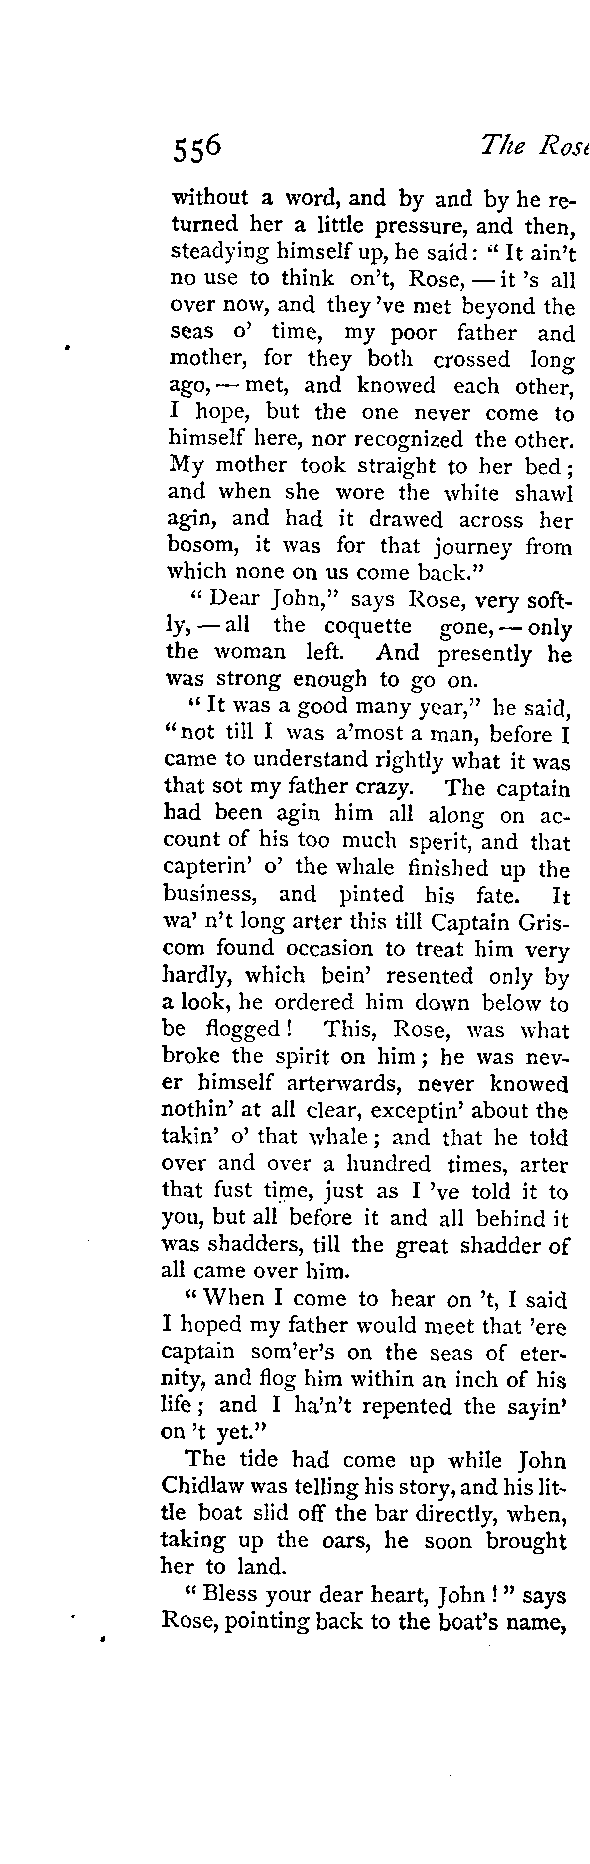 556 The Rose
without a word, and by and by he re-
turned her a little pressure, and then,
steadying himself up, he said: “ It ain't
no use to think on't, Rose, — it 's all
over now, and they 've met beyond the
seas o' time, my poor father and
mother, for they both crossed long
ago, — met, and knowed each other,
I hope, but the one never come to
himself here, nor recognized the other.
My mother took straight to her bed;
and when she wore the white shawl
agin, and had it drawed across her
bosom, it was for that journey from
which none on us come back.”
“ Dear John,” says Rose, very soft-
ly, — all the coquette gone, — only
the woman left. And presently he
was strong enough to go on.
“ It was a good many year,” he said,
“not till I was a'most a man, before I
came to understand rightly what it was
that sot my father crazy. The captain
had been agin him all along on ac-
count of his too much sperit, and that
capterin' o' the whale finished up the
business, and pinted his fate. It
wa' n't long arter this till Captain Gris-
com found occasion to treat him very
hardly, which bein' resented only by
a look, he ordered him down below to
be flogged! This, Rose, was what
broke the spirit on him; he was nev-
er himself arterwards, never knowed
nothin' at all clear, exceptin' about the
takin' o' that whale; and that he told
over and over a hundred times, arter
that fust time, just as I 've told it to
you, but all before it and all behind it
was shadders, till the great shadder of
all came over him.
“ When I come to hear on 't, I said
I hoped my father would meet that 'ere
captain som'er's on the seas of eter-
nity, and flog him within an inch of his
life; and I ha'n't repented the sayin'
on 't yet.”
The tide had come up while John
Chidlaw was telling his story, and his lit-
tle boat slid off the bar directly, when,
taking up the oars, he soon brought
her to land.
“ Bless your dear heart, John ! ” says
Rose, pointing back to the boat's name,